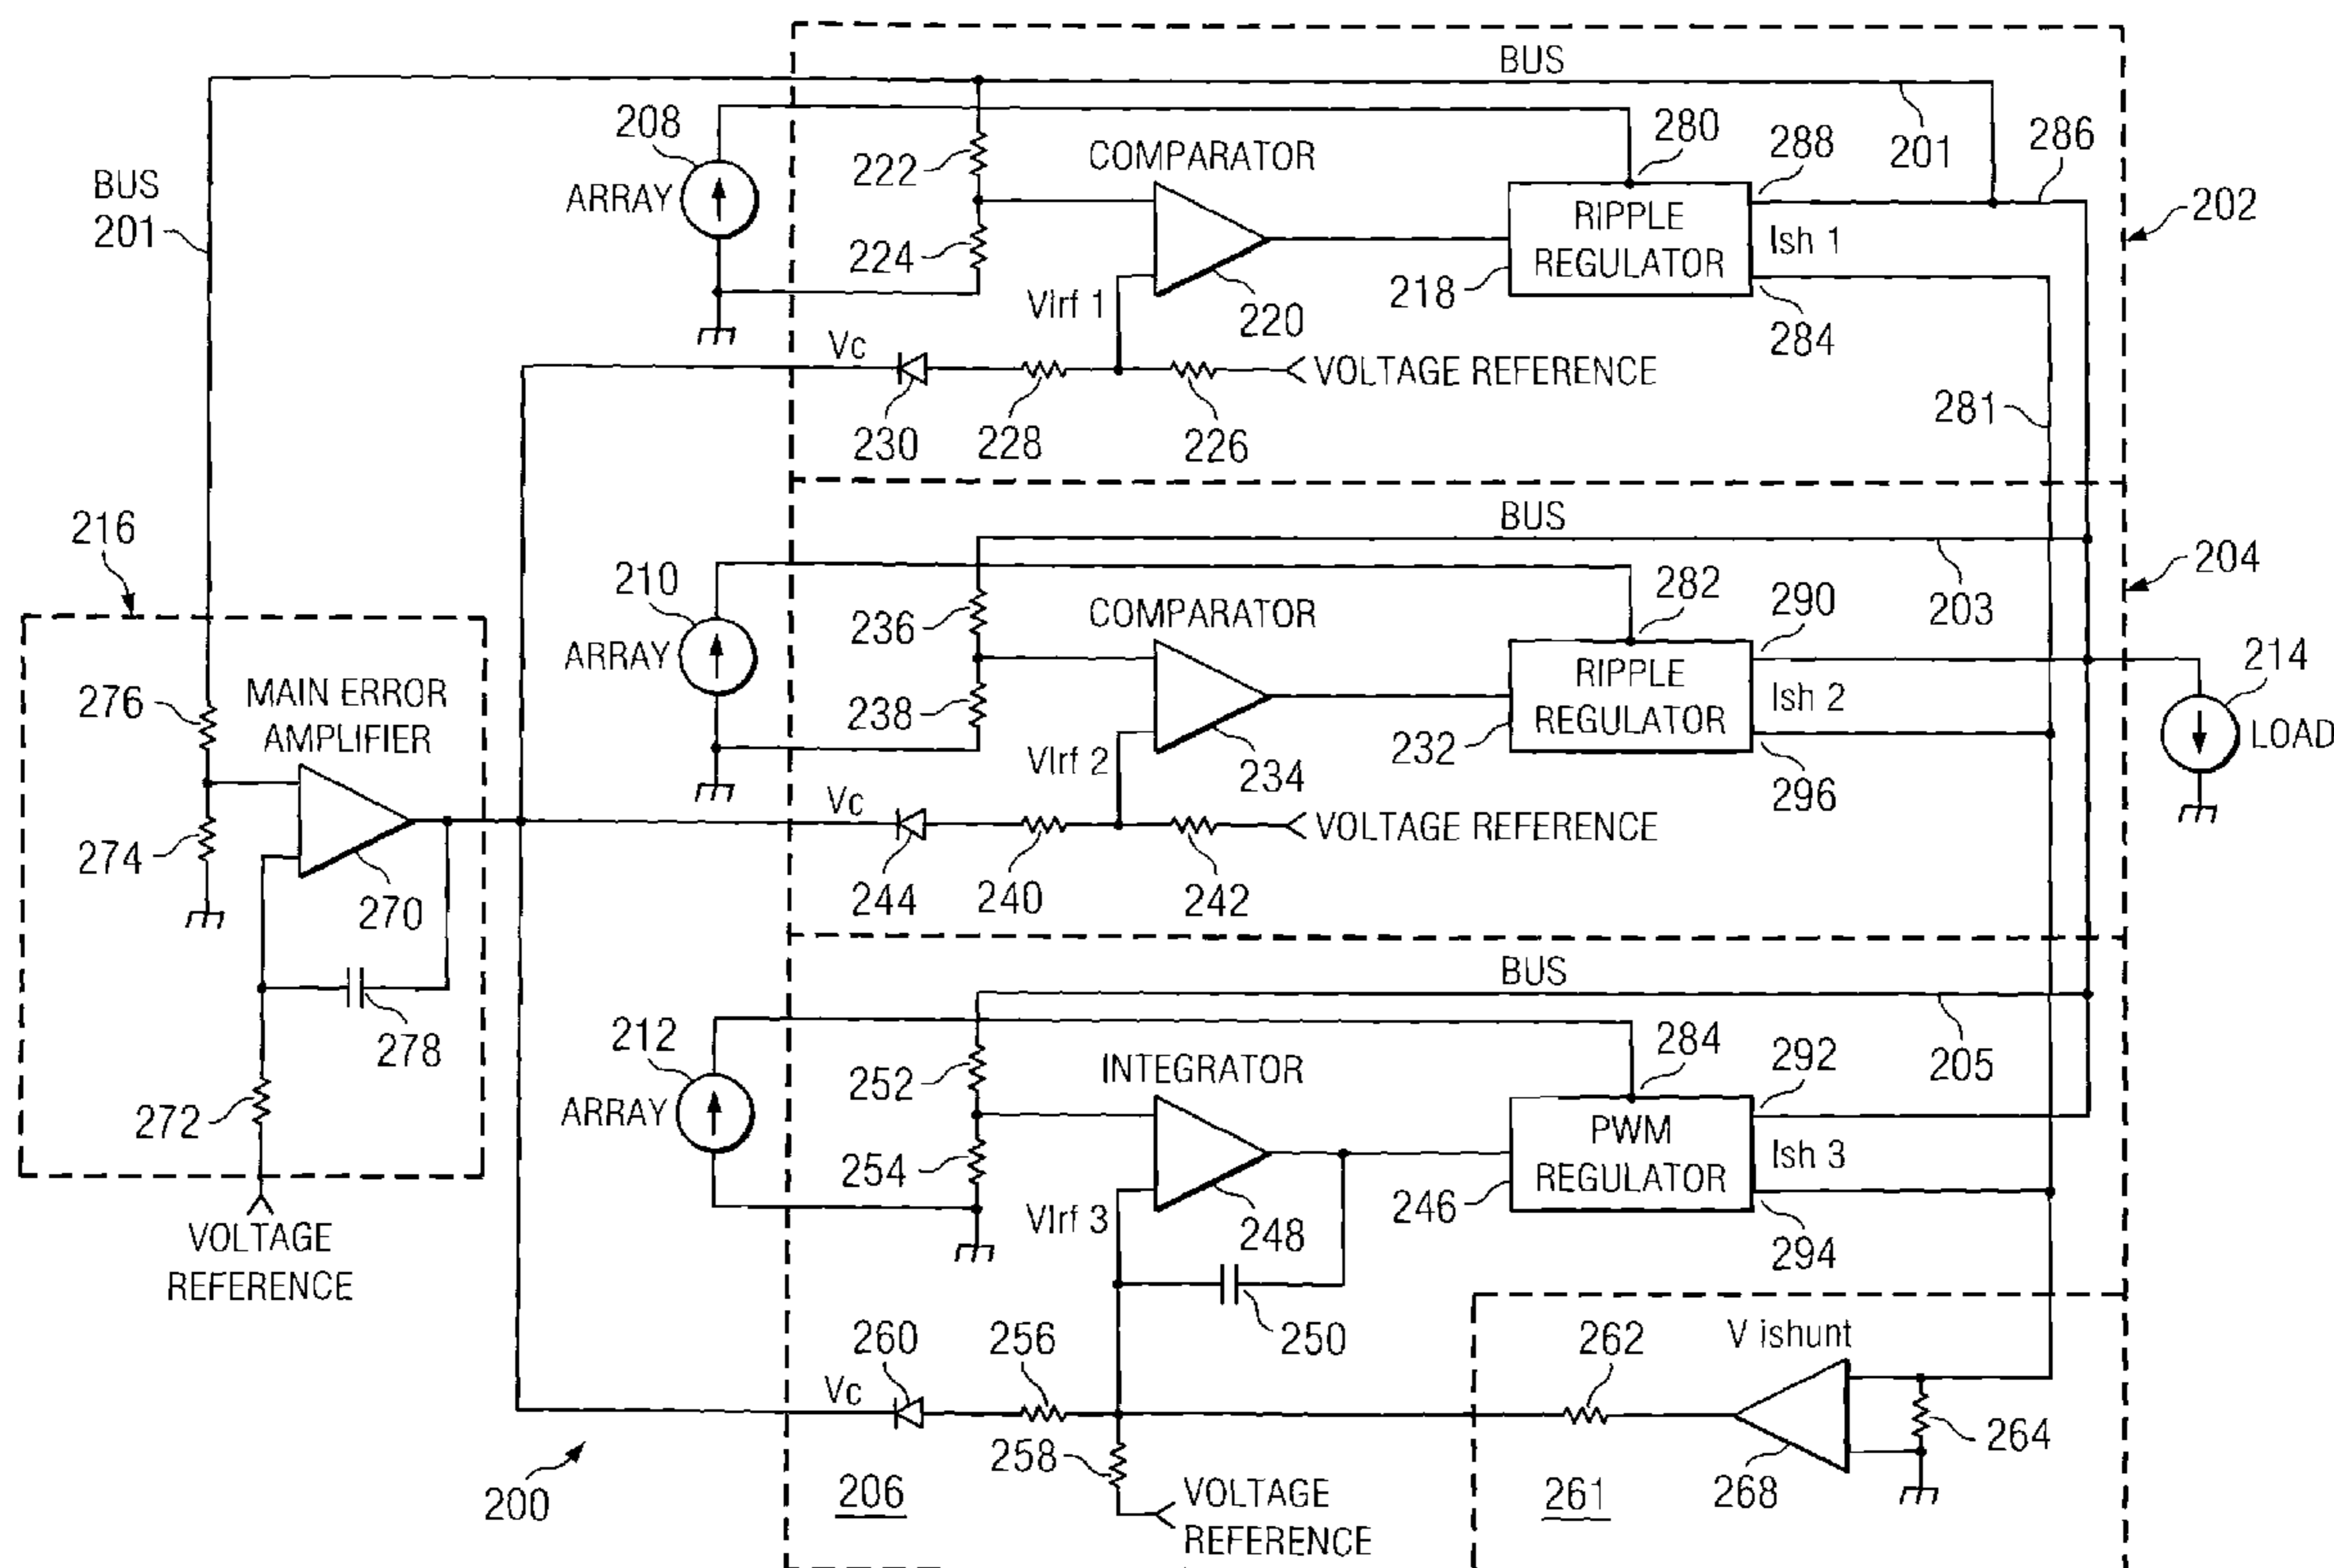 BUS
201
286
208
ARRAY
222
COMPARATOR
280
288
BUS
201
202
224
RIPPLE
REGULATOR
Ish 1
218
VIrf 1
220
284
Vc
VOLTAGE REFERENCE
230
228
226
281
216
BUS
210
ARRAY
236
COMPARATOR
282
290
203
204
214
LOAD
276
MAIN ERROR
AMPLIFIER
238
RIPPLE
REGULATOR
Ish 2
232
VIrf 2
234
296
Vc
VOLTAGE REFERENCE
274
270
244
240
242
BUS
278
212
ARRAY
252
INTEGRATOR
284
292
205
272
254
PWM
REGULATOR
Ish 3
246
VIrf 3
248
294
VOLTAGE
REFERENCE
250
260
256
262
V ishunt
Vc
258
264
268
200
206
VOLTAGE
REFERENCE
261